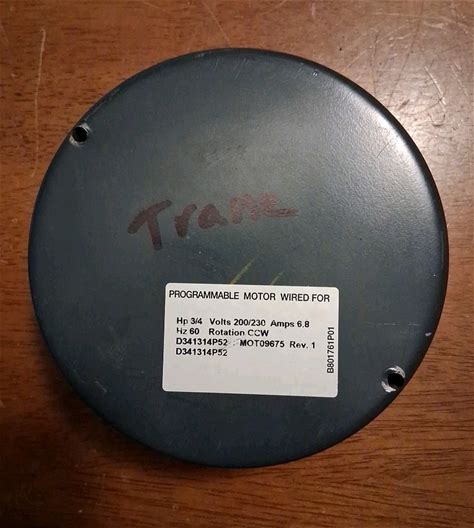 Trane
PROGRAMMABLE MOTOR WIRED FOR
Hp 3/4 Volts 200/230 Amps 6.8
Hz 60 Rotation CCW
D341314P52 : MOT09675 Rev. 1
D341314P52
B801761P01